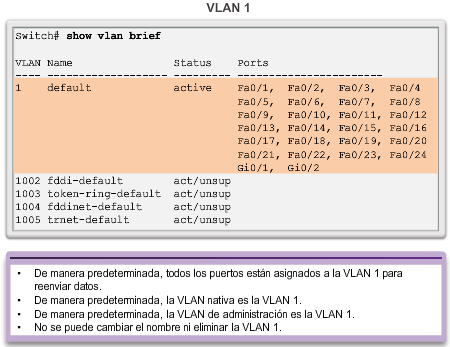 VLAN 1
Switch# show vlan brief
VLAN Name Status Ports
---- -------------------- --------- --------------------
1 default active Fa0/1, Fa0/2, Fa0/3, Fa0/4
Fa0/5, Fa0/6, Fa0/7, Fa0/8
Fa0/9, Fa0/10, Fa0/11, Fa0/12
Fa0/13, Fa0/14, Fa0/15, Fa0/16
Fa0/17, Fa0/18, Fa0/19, Fa0/20
Fa0/21, Fa0/22, Fa0/23, Fa0/24
Gi0/1, Gi0/2
1002 fddi-default act/unsup
1003 token-ring-default act/unsup
1004 fddinet-default act/unsup
1005 trnet-default act/unsup
• De manera predeterminada, todos los puertos están asignados a la VLAN 1 para
reenviar datos.
• De manera predeterminada, la VLAN nativa es la VLAN 1.
• De manera predeterminada, la VLAN de administración es la VLAN 1.
• No se puede cambiar el nombre ni eliminar la VLAN 1.